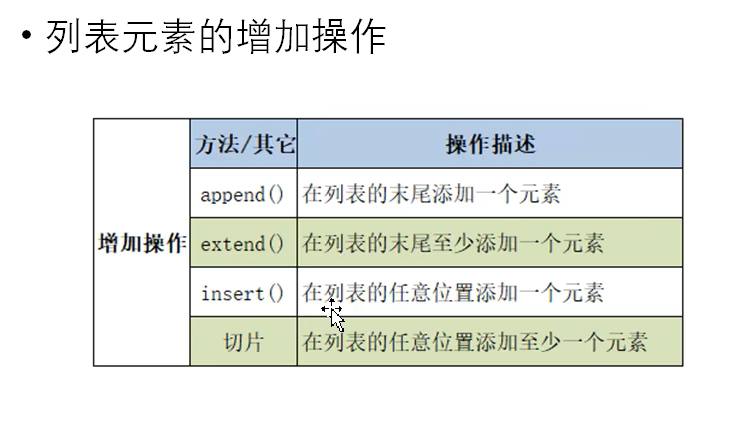 • 列表元素的增加操作
方法/其它 操作描述
append() 在列表的末尾添加一个元素
增加操作 extend() 在列表的末尾至少添加一个元素
insert() 在列表的任意位置添加一个元素
切片 在列表的任意位置添加至少一个元素